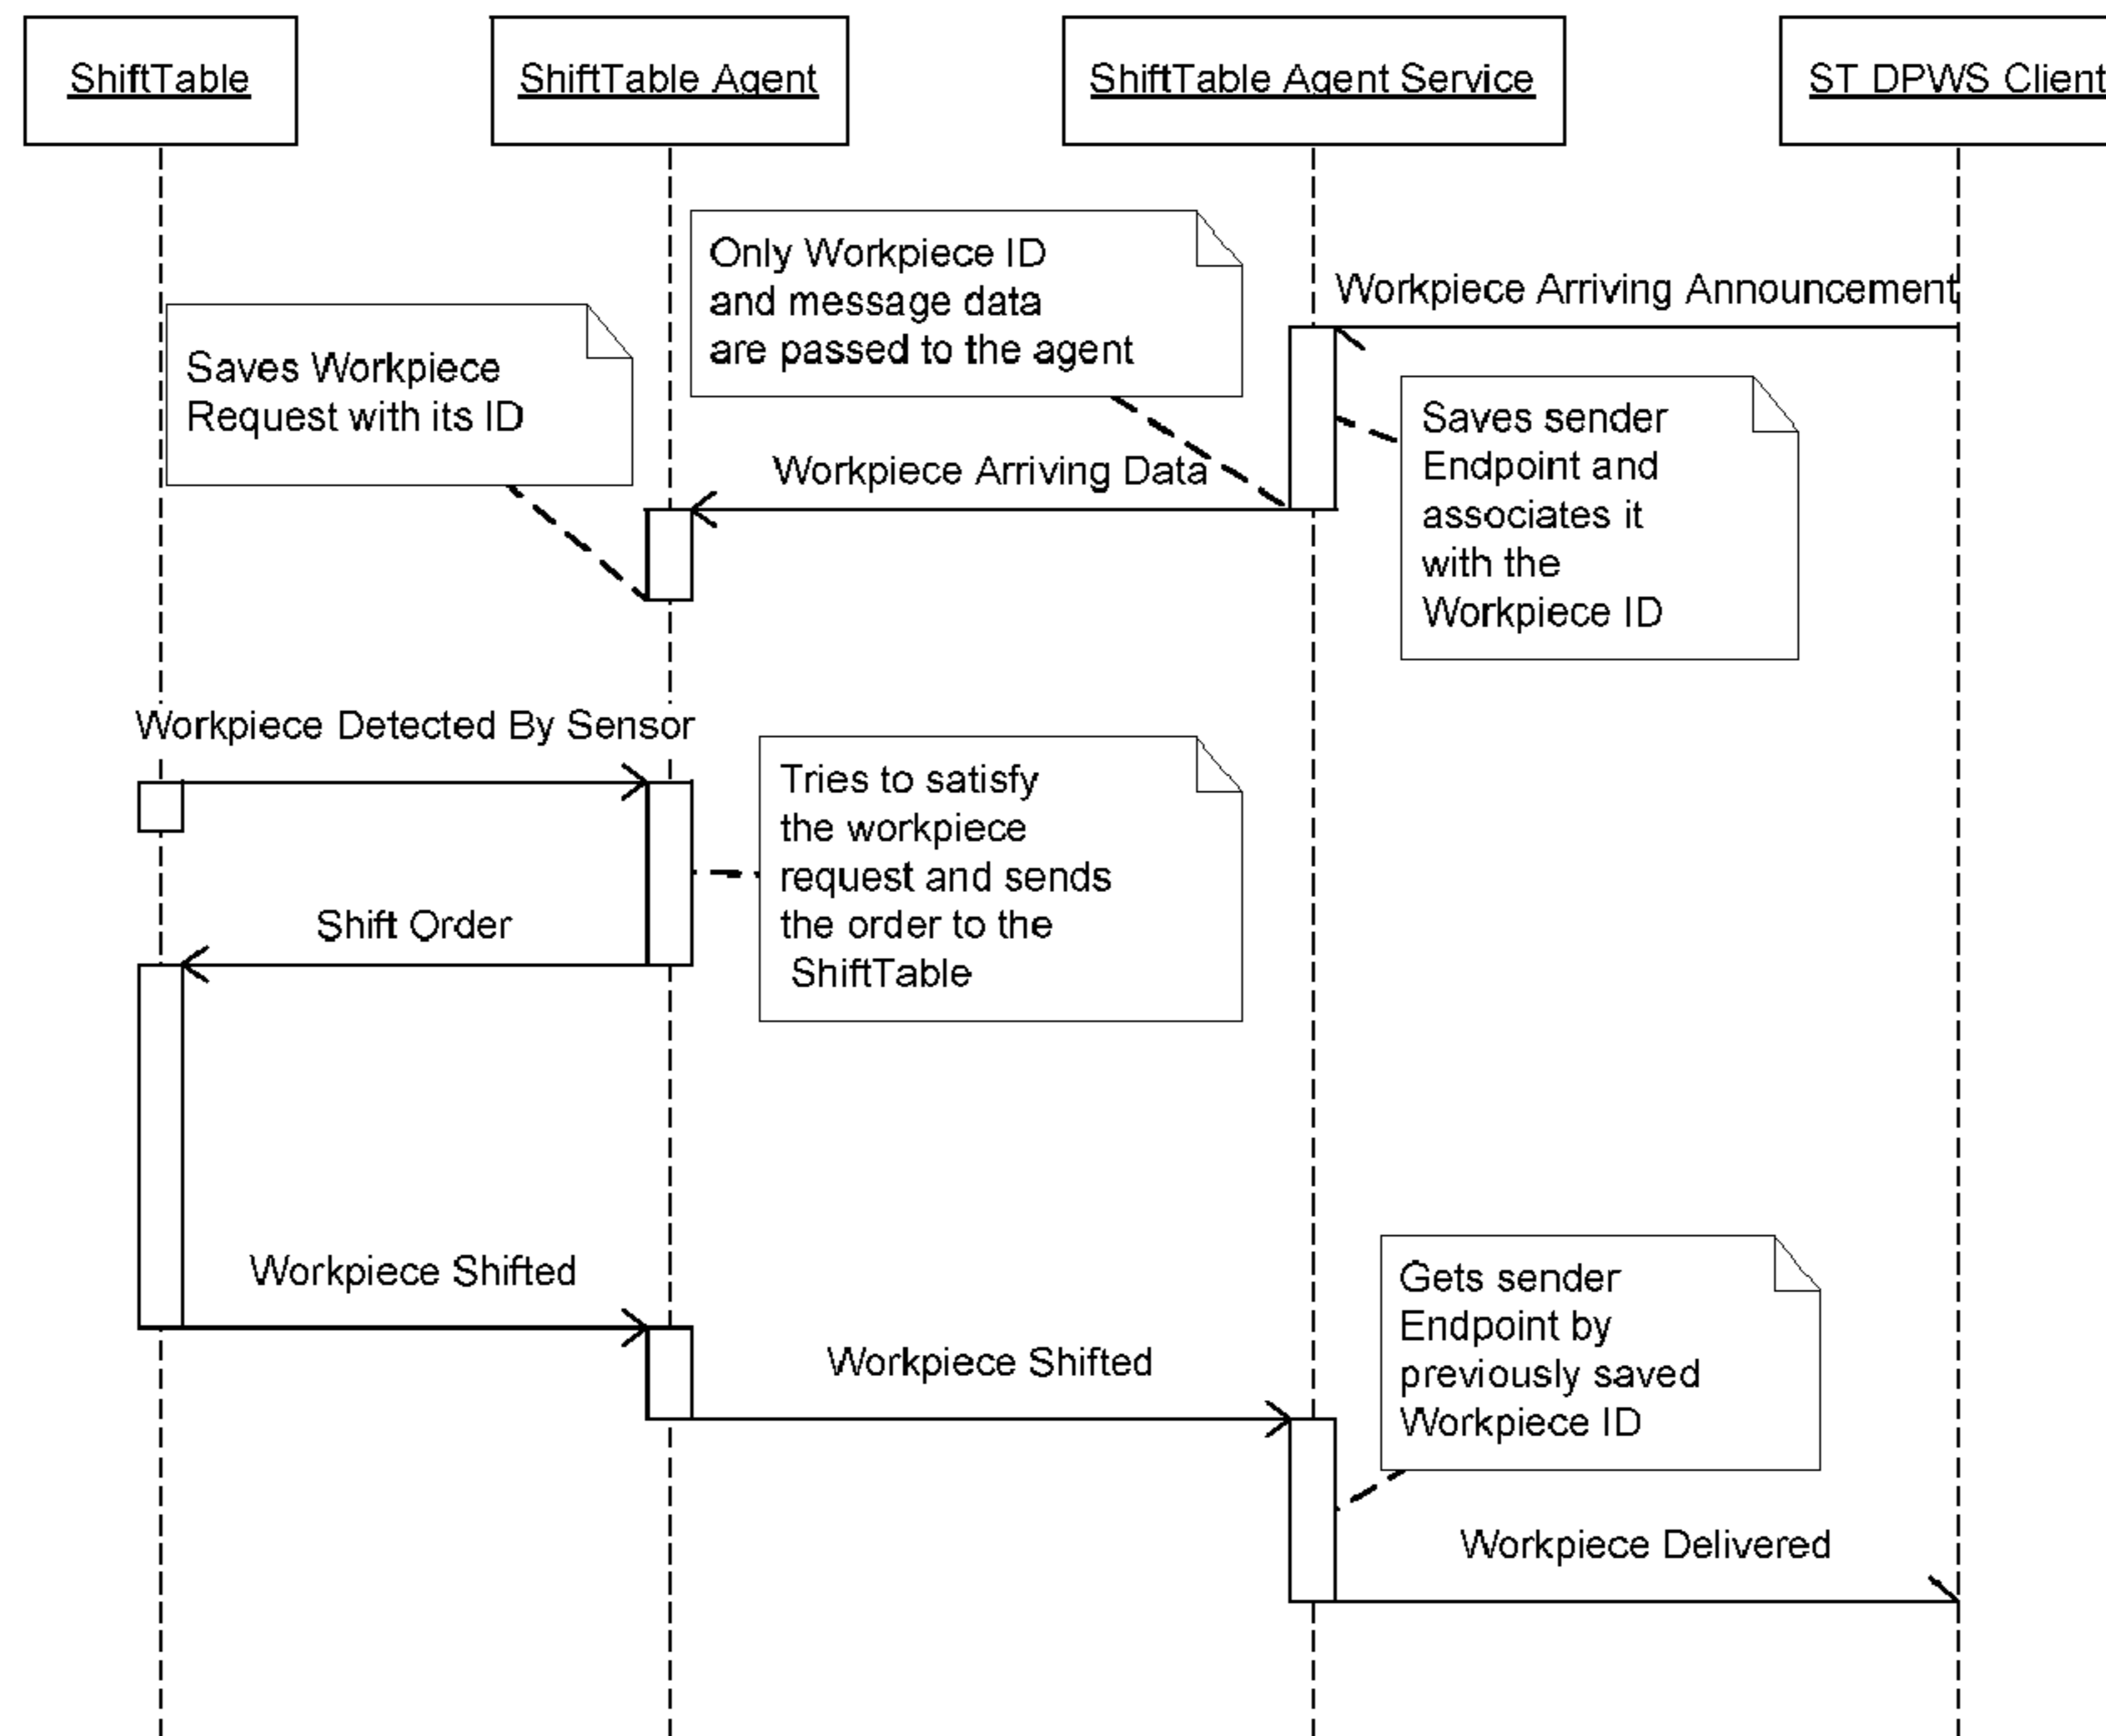 ShiftTable
ShiftTable Agent
ShiftTable Agent Service
ST DPWS Client
Only Workpiece ID
and message data
are passed to the agent
Workpiece Arriving Announcement
Saves Workpiece
Request with its ID
Saves sender
Endpoint and
associates it
with the
Workpiece ID
Workpiece Arriving Data
Workpiece Detected By Sensor
Tries to satisfy
the workpiece
request and sends
the order to the
ShiftTable
Shift Order
Workpiece Shifted
Workpiece Shifted
Gets sender
Endpoint by
previously saved
Workpiece ID
Workpiece Delivered